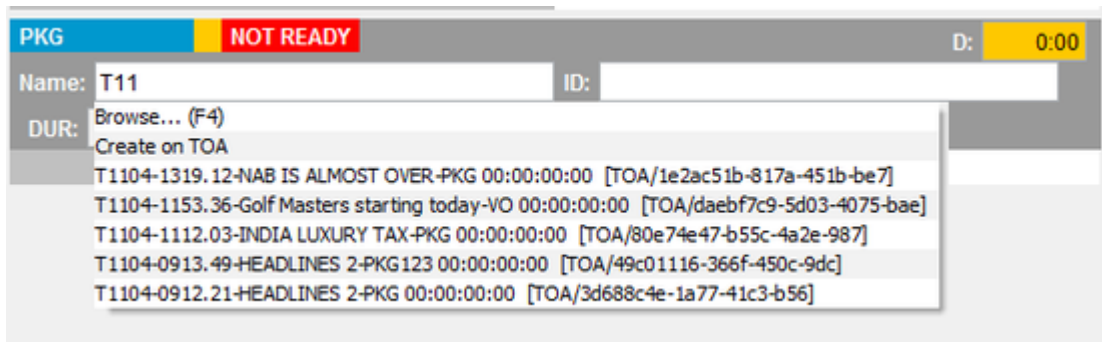 PKG NOT READY D: 0:00
Name: T11 ID:
DUR: Browse... (F4)
Create on TOA
T1104-1319.12-NAB IS ALMOST OVER-PKG 00:00:00:00 [TOA/1e2ac51b-817a-451b-be7]
T1104-1153.36-Golf Masters starting today-VO 00:00:00:00 [TOA/daebf7c9-5d03-4075-bae]
T1104-1112.03-INDIA LUXURY TAX-PKG 00:00:00:00 [TOA/80e74e47-b55c-4a2e-987]
T1104-0913.49-HEADLINES 2-PKG123 00:00:00:00 [TOA/49c01116-366f-450c-9dc]
T1104-0912.21-HEADLINES 2-PKG 00:00:00:00 [TOA/3d688c4e-1a77-41c3-b56]